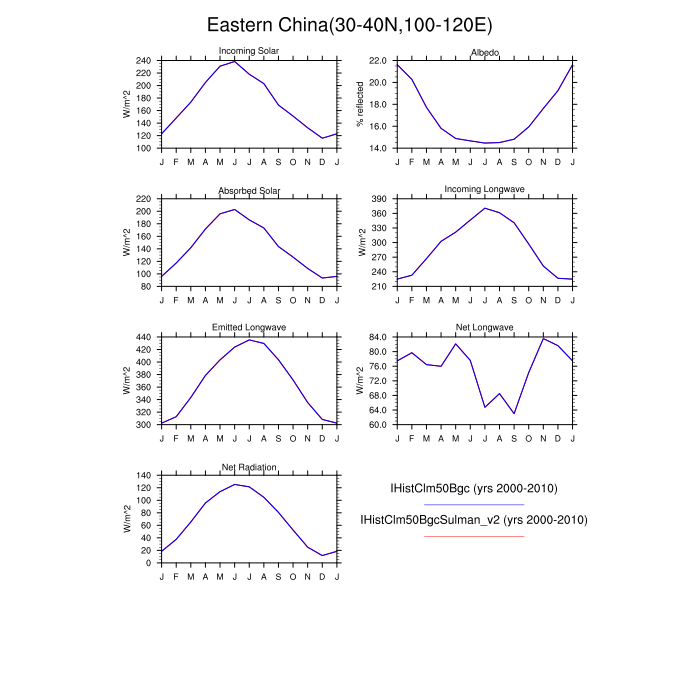 Eastern China(30-40N,100-120E)
Incoming Solar
W/m^2
240
220
200
180
160
140
120
100
J F M A M J J A S O N D J
Albedo
% reflected
22.0
20.0
18.0
16.0
14.0
J F M A M J J A S O N D J
Absorbed Solar
W/m^2
220
200
180
160
140
120
100
80
J F M A M J J A S O N D J
Incoming Longwave
W/m^2
390
360
330
300
270
240
210
J F M A M J J A S O N D J
Emitted Longwave
W/m^2
440
420
400
380
360
340
320
300
J F M A M J J A S O N D J
Net Longwave
W/m^2
84.0
80.0
76.0
72.0
68.0
64.0
60.0
J F M A M J J A S O N D J
Net Radiation
W/m^2
140
120
100
80
60
40
20
0
J F M A M J J A S O N D J
IHistClm50Bgc (yrs 2000-2010)
IHistClm50BgcSulman_v2 (yrs 2000-2010)